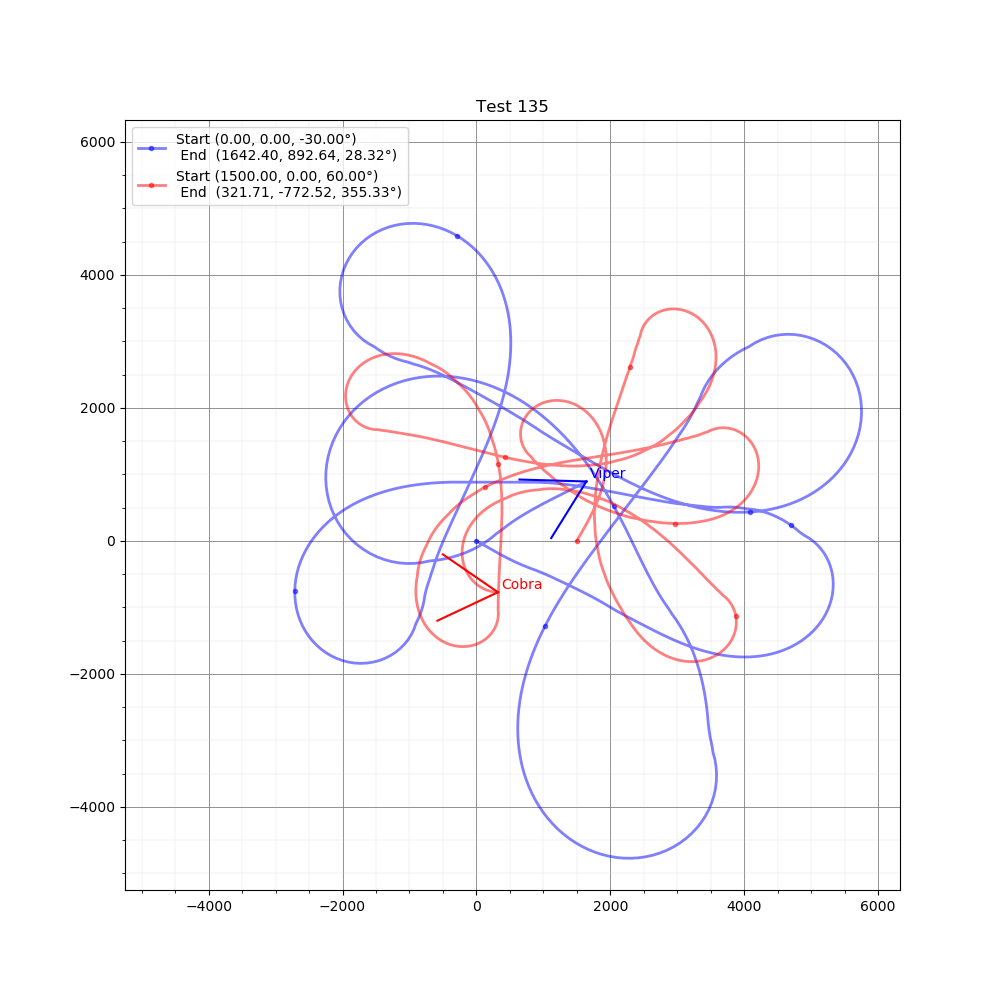 Test 135
Start (0.00, 0.00, -30.00°)
End  (1642.40, 892.64, 28.32°)
Start (1500.00, 0.00, 60.00°)
End  (321.71, -772.52, 355.33°)
6000
4000
2000
0
−2000
−4000
Viper
Cobra
−4000
−2000
0
2000
4000
6000